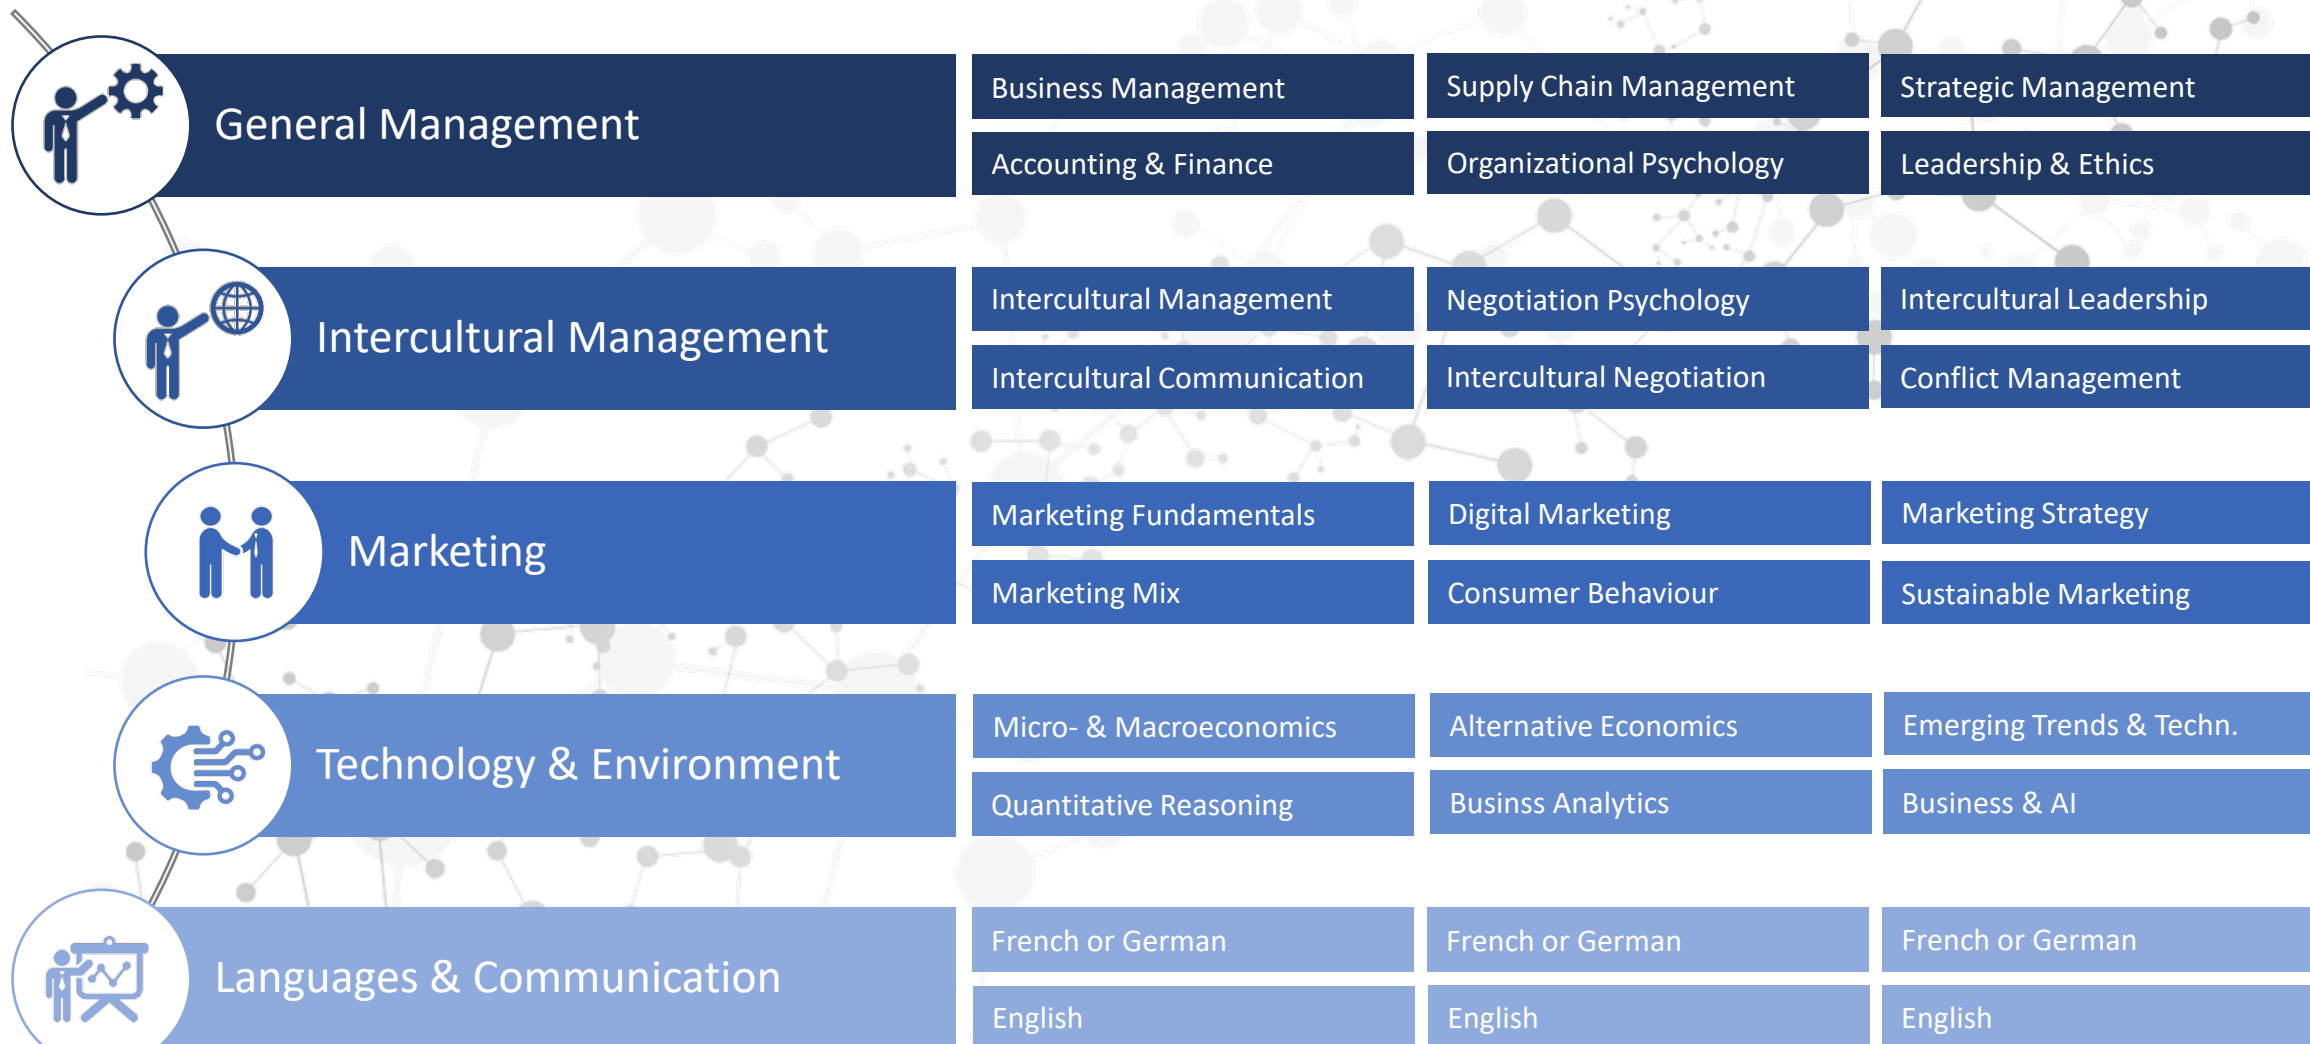 General Management
Business Management
Supply Chain Management
Strategic Management
Accounting & Finance
Organizational Psychology
Leadership & Ethics
Intercultural Management
Intercultural Management
Negotiation Psychology
Intercultural Leadership
Intercultural Communication
Intercultural Negotiation
Conflict Management
Marketing
Marketing Fundamentals
Digital Marketing
Marketing Strategy
Marketing Mix
Consumer Behaviour
Sustainable Marketing
Technology & Environment
Micro- & Macroeconomics
Alternative Economics
Emerging Trends & Techn.
Quantitative Reasoning
Businss Analytics
Business & AI
Languages & Communication
French or German
French or German
French or German
English
English
English